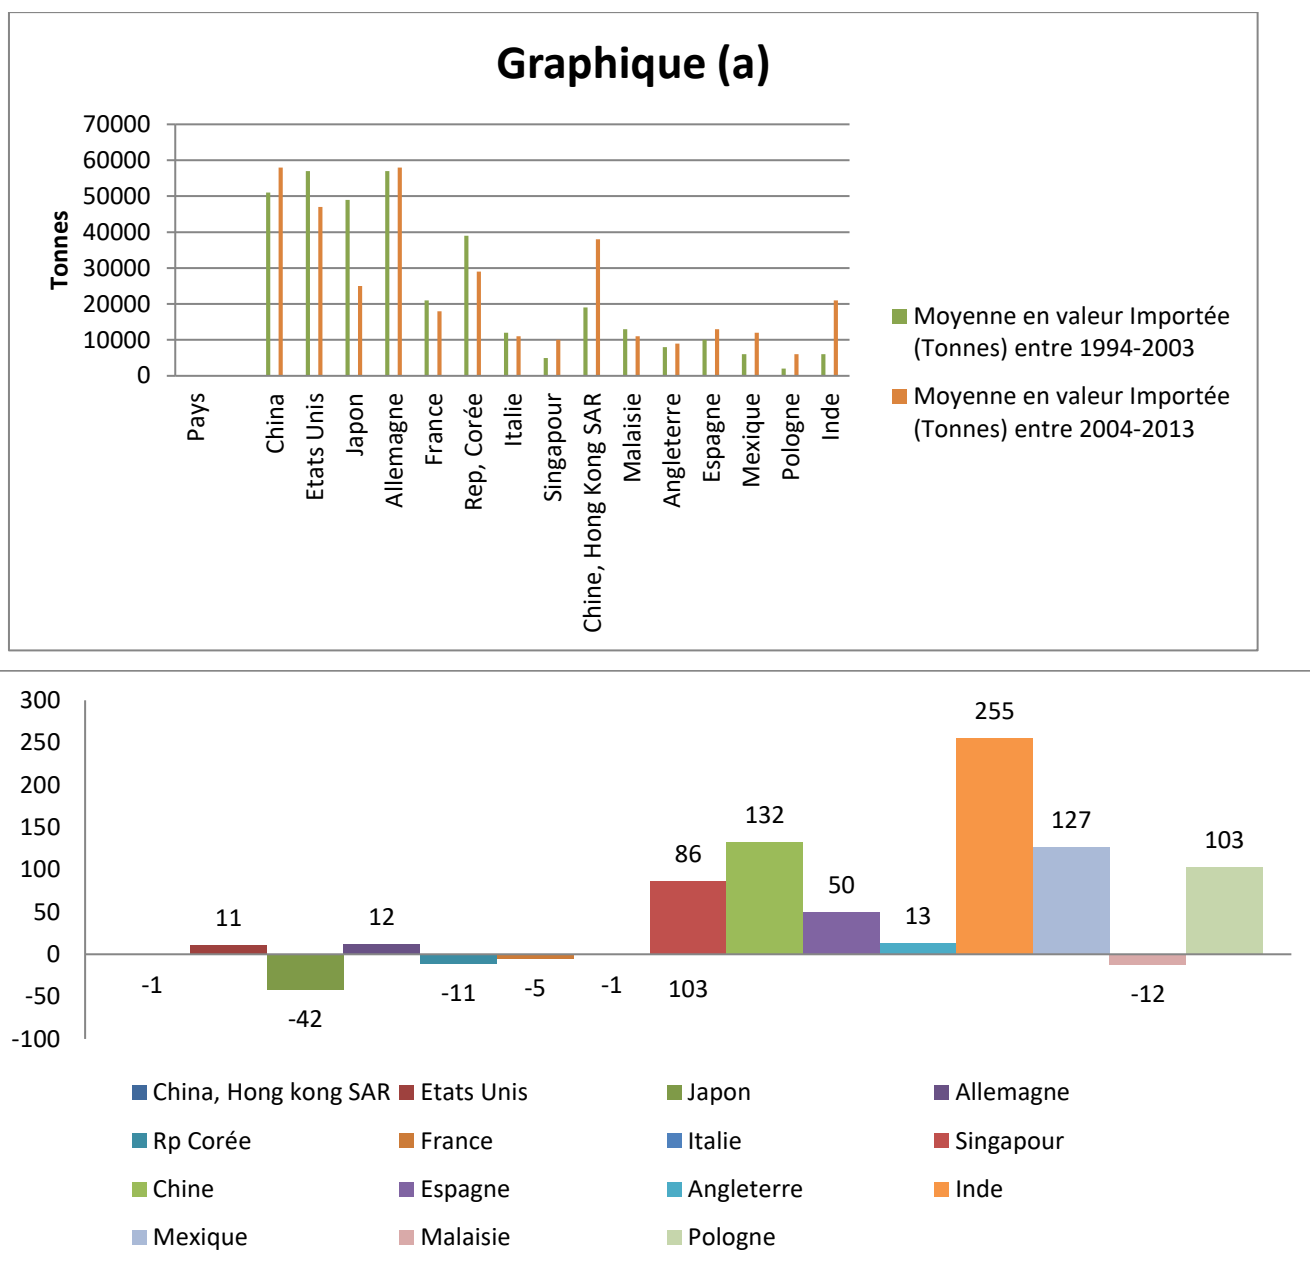 Graphique (a)
70000
60000
50000
40000
30000
20000
10000
0
Tonnes
Pays
China
Etats Unis
Japon
Allemagne
France
Rep, Corée
Italie
Singapour
Chine, Hong Kong SAR
Malaisie
Angleterre
Espagne
Mexique
Pologne
Inde
Moyenne en valeur Importée
(Tonnes) entre 1994-2003
Moyenne en valeur Importée
(Tonnes) entre 2004-2013
300
250
200
150
100
50
0
-50
-100
-1
11
-42
12
-11
-5
-1
86
103
132
50
13
255
127
-12
103
China, Hong kong SAR Etats Unis Japon Allemagne
Rp Corée France Italie Singapour
Chine Espagne Angleterre Inde
Mexique Malaisie Pologne